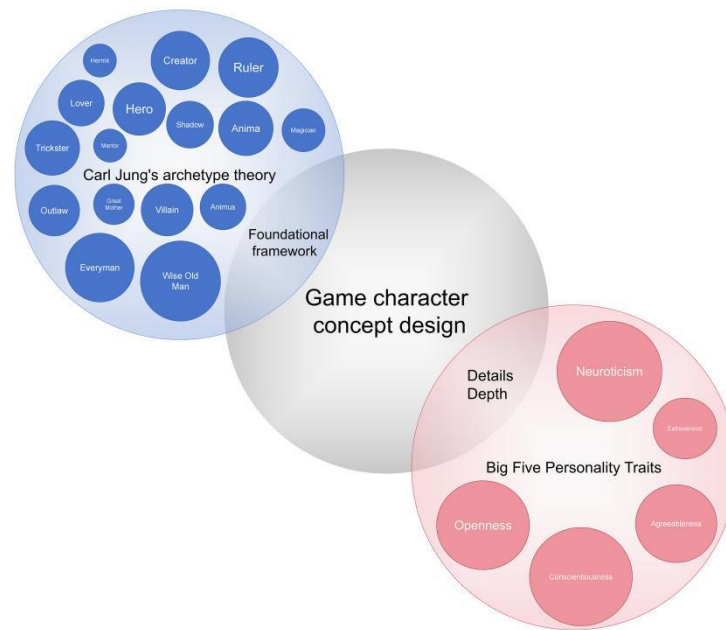 Hermit
Creator
Ruler
Lover
Hero
Shadow
Anima
Magician
Trickster
Mentor
Carl Jung's archetype theory
Outlaw
Great
Mother
Villain
Animus
Foundational
framework
Everyman
Wise Old
Man
Game character
concept design
Details
Depth
Neuroticism
Extraversion
Big Five Personality Traits
Openness
Agreeableness
Conscientiousness